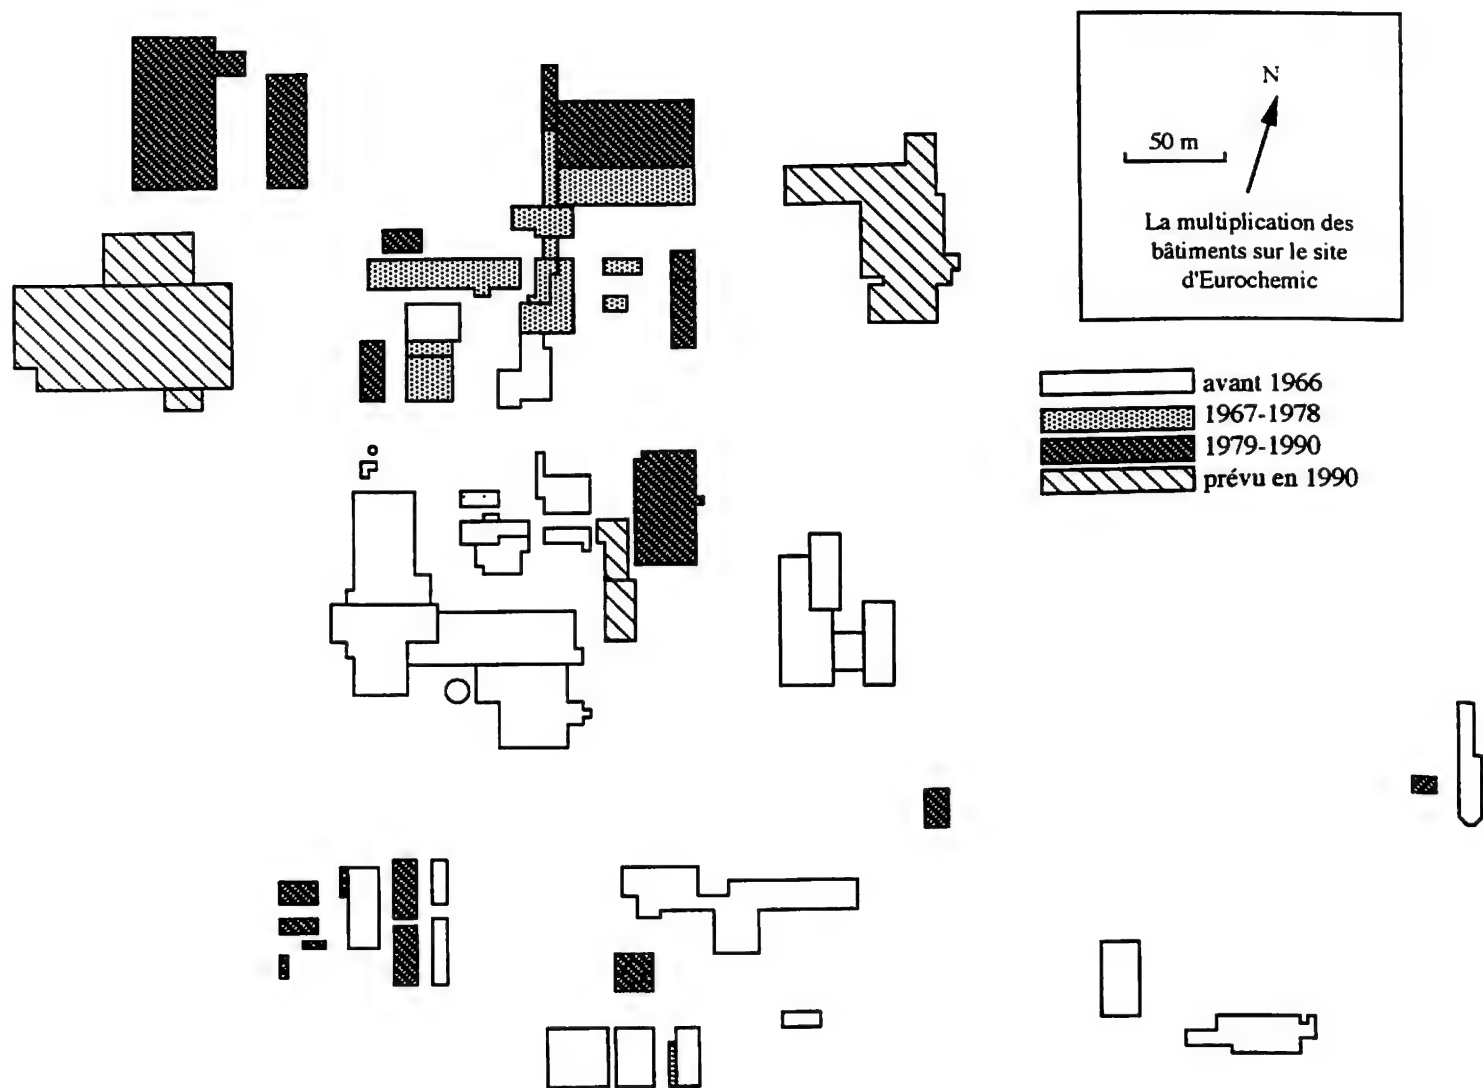 N
50 m
La multiplication des
bâtiments sur le site
d'Eurochemic
avant 1966
1967-1978
1979-1990
prévu en 1990